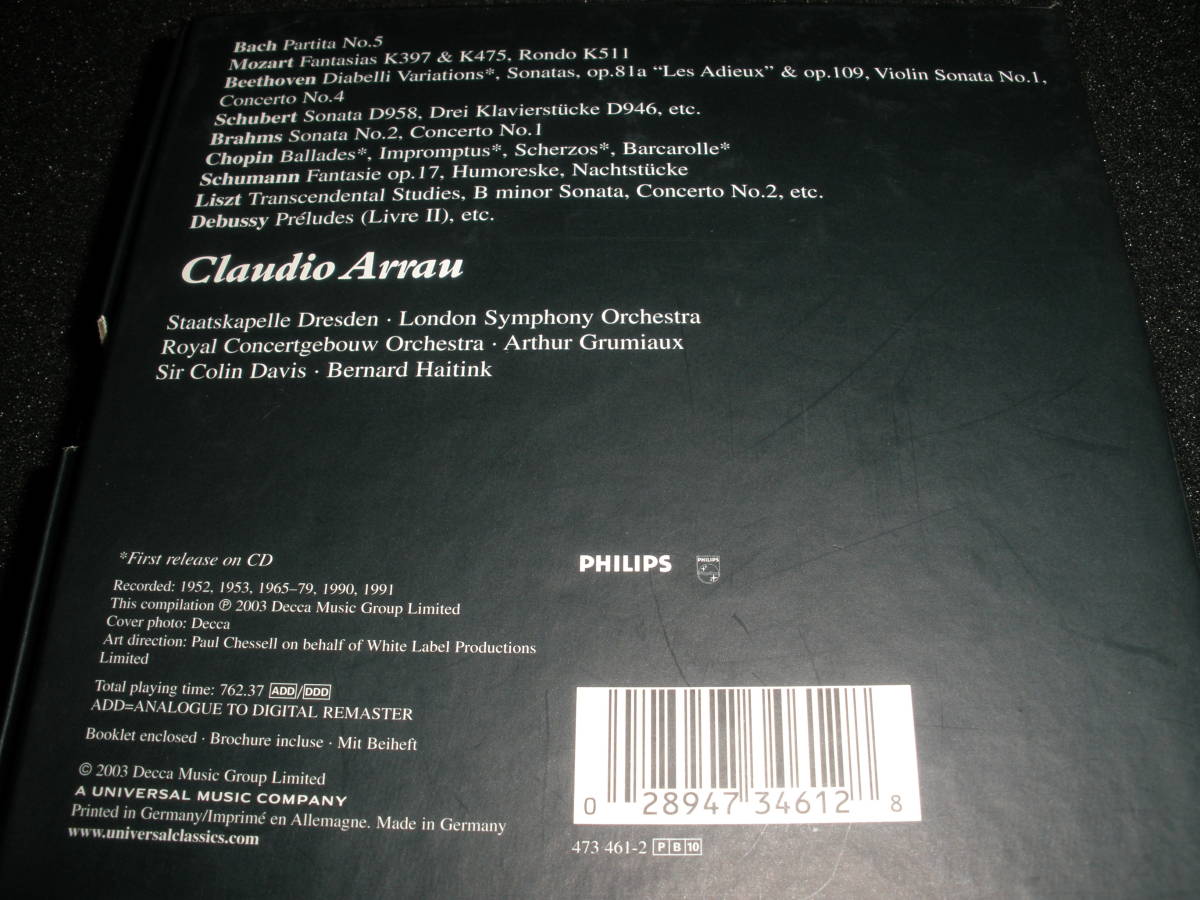 Bach Partita No.5
Mozart Fantasias K397 & K475, Rondo K511
Beethoven Diabelli Variations*, Sonatas, op.81a “Les Adieux” & op.109, Violin Sonata No.1,
Concerto No.4
Schubert Sonata D958, Drei Klavierstücke D946, etc.
Brahms Sonata No.2, Concerto No.1
Chopin Ballades*, Impromptus*, Scherzos*, Barcarolle*
Schumann Fantasie op.17, Humoreske, Nachtstücke
Liszt Transcendental Studies, B minor Sonata, Concerto No.2, etc.
Debussy Préludes (Livre II), etc.
Claudio Arrau
Staatskapelle Dresden · London Symphony Orchestra
Royal Concertgebouw Orchestra · Arthur Grumiaux
Sir Colin Davis · Bernard Haitink
*First release on CD
PHILIPS
PHILIPS
Recorded: 1952, 1953, 1965–79, 1990, 1991
This compilation ℗ 2003 Decca Music Group Limited
Cover photo: Decca
Art direction: Paul Chessell on behalf of White Label Productions
Limited
Total playing time: 762.37 ADD/DDD
ADD=ANALOGUE TO DIGITAL REMASTER
Booklet enclosed · Brochure incluse · Mit Beiheft
© 2003 Decca Music Group Limited
A UNIVERSAL MUSIC COMPANY
Printed in Germany/Imprimé en Allemagne. Made in Germany
www.universalclassics.com
0 28947 34612 8
473 461-2 P B 10